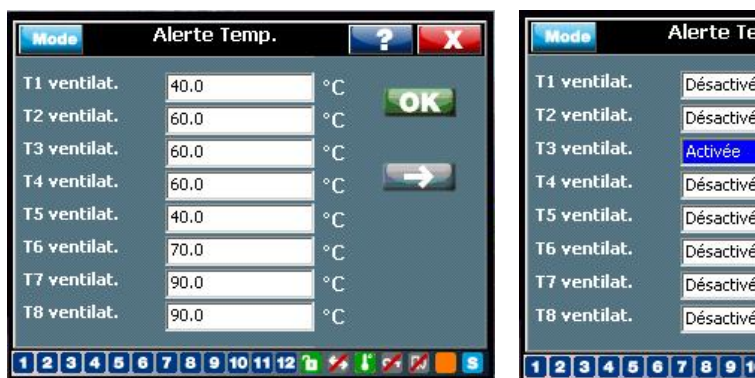 Mode Alerte Temp. ? X
T1 ventilat. 40.0 °C OK
T2 ventilat. 60.0 °C
T3 ventilat. 60.0 °C
T4 ventilat. 60.0 °C
T5 ventilat. 40.0 °C
T6 ventilat. 70.0 °C
T7 ventilat. 90.0 °C
T8 ventilat. 90.0 °C
1 2 3 4 5 6 7 8 9 10 11 12 S
Mode Alerte Te
T1 ventilat. Désactivé
T2 ventilat. Désactivé
T3 ventilat. Activée
T4 ventilat. Désactivé
T5 ventilat. Désactivé
T6 ventilat. Désactivé
T7 ventilat. Désactivé
T8 ventilat. Désactivé
1 2 3 4 5 6 7 8 9